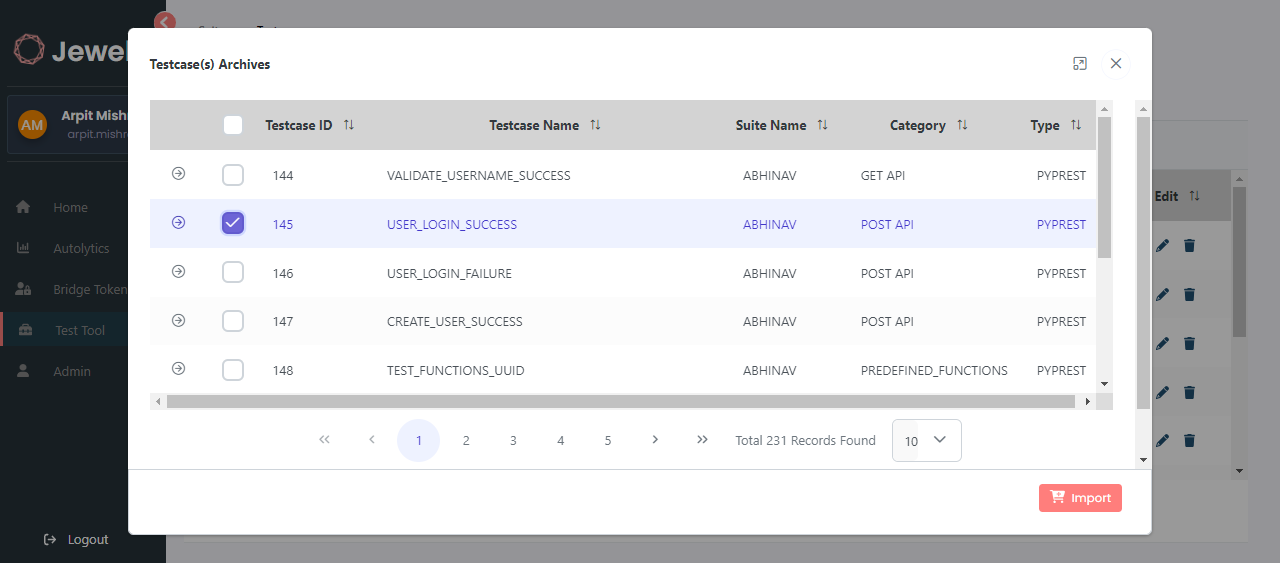 Jewel
Testcase(s) Archives
AM
Arpit Mishr
arpit.mishr
Testcase ID Testcase Name Suite Name Category Type
144 VALIDATE_USERNAME_SUCCESS ABHINAV GET API PYPREST
145 USER_LOGIN_SUCCESS ABHINAV POST API PYPREST
146 USER_LOGIN_FAILURE ABHINAV POST API PYPREST
147 CREATE_USER_SUCCESS ABHINAV POST API PYPREST
148 TEST_FUNCTIONS_UUID ABHINAV PREDEFINED_FUNCTIONS PYPREST
Edit
Home
Autolytics
Bridge Token
Test Tool
Admin
« ‹ 1 2 3 4 5 › » Total 231 Records Found 10
Import
Logout